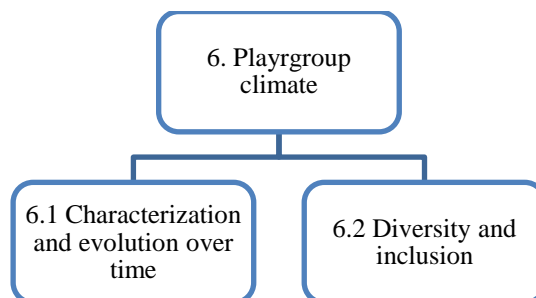 6. Playrgroup
climate
6.1 Characterization
and evolution over
time
6.2 Diversity and
inclusion